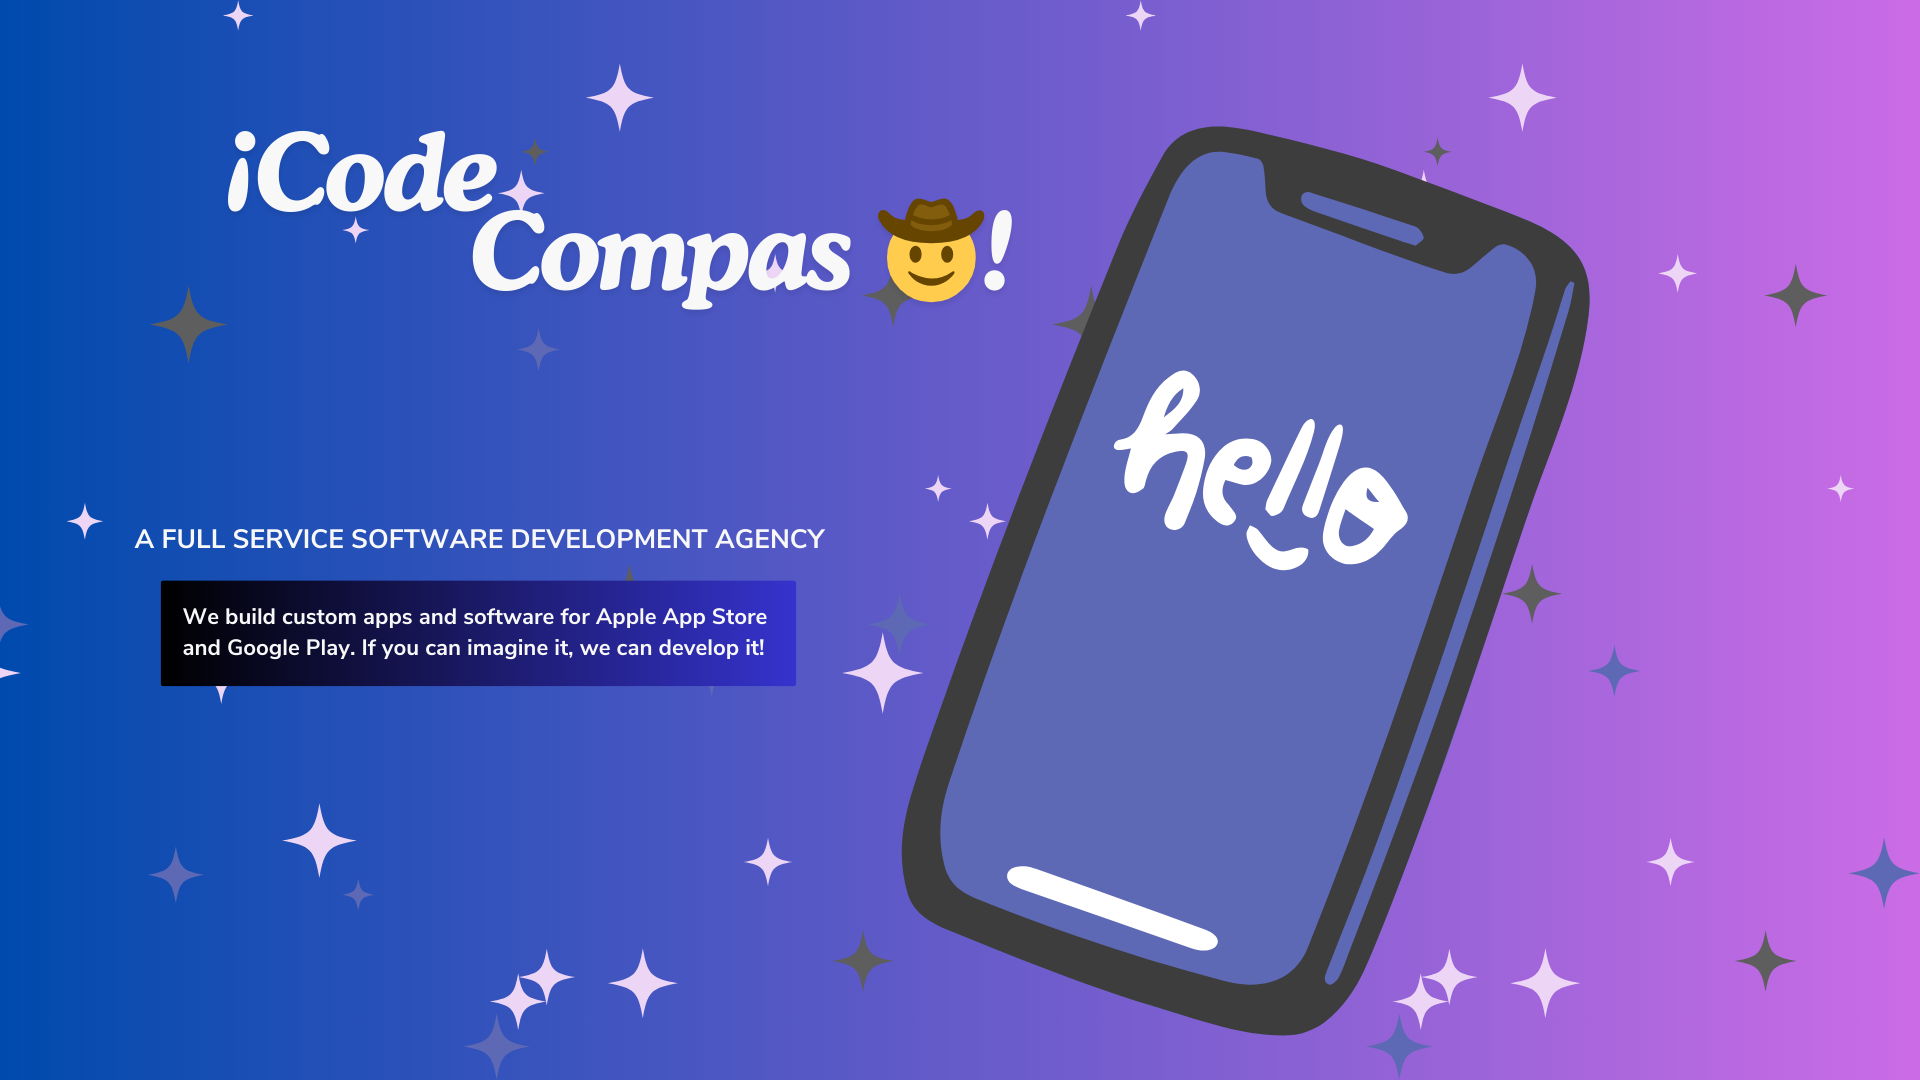 iCode
Compas 🤠!
hello
A FULL SERVICE SOFTWARE DEVELOPMENT AGENCY
We build custom apps and software for Apple App Store
and Google Play. If you can imagine it, we can develop it!